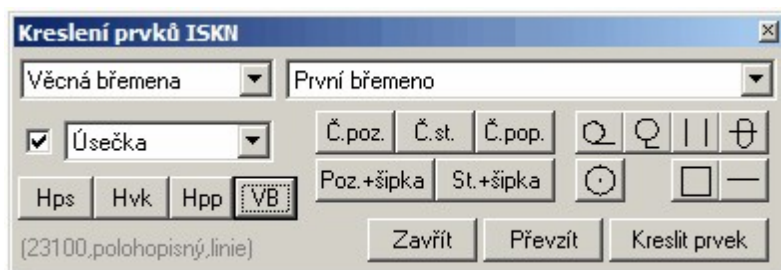 Kreslení prvků ISKN
Věcná břemena První břemeno
Úsečka Č.poz. Č.st. Č.pop.
Hps Hvk Hpp VB Poz.+šipka St.+šipka
(23100,polohopisný,linie) Zavřít Převzít Kreslit prvek